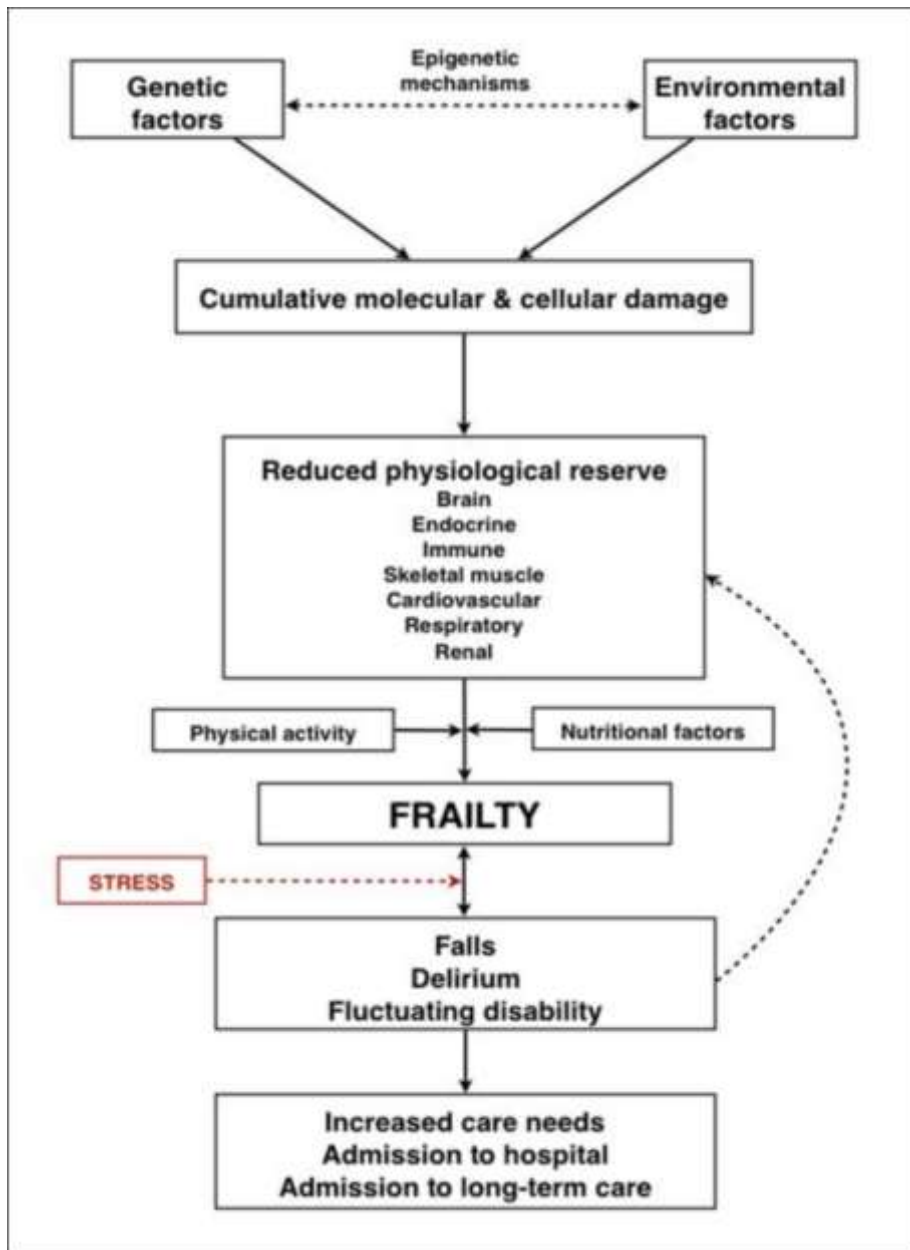 Epigenetic
mechanisms
Genetic
factors
Environmental
factors
Cumulative molecular & cellular damage
Reduced physiological reserve
Brain
Endocrine
Immune
Skeletal muscle
Cardiovascular
Respiratory
Renal
Physical activity
Nutritional factors
FRAILTY
STRESS
Falls
Delirium
Fluctuating disability
Increased care needs
Admission to hospital
Admission to long-term care